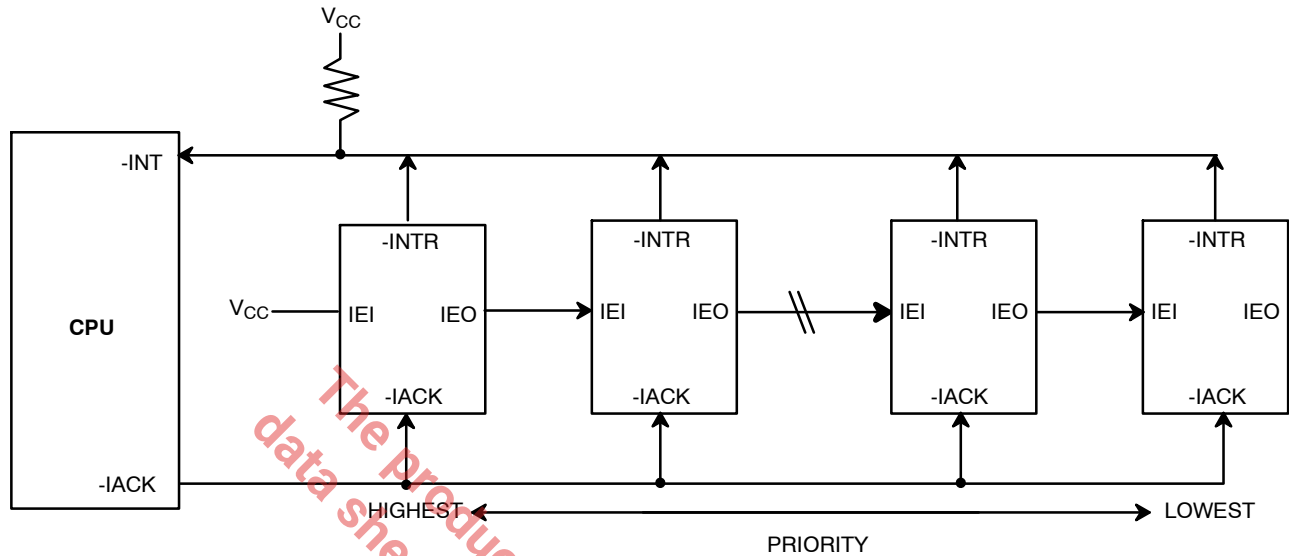 VCC
-INT
-INTR -INTR -INTR -INTR
VCC IEI IEO IEI IEO IEI IEO IEI IEO
CPU
-IACK -IACK -IACK -IACK
-IACK
HIGHEST LOWEST
PRIORITY
The produc
data she